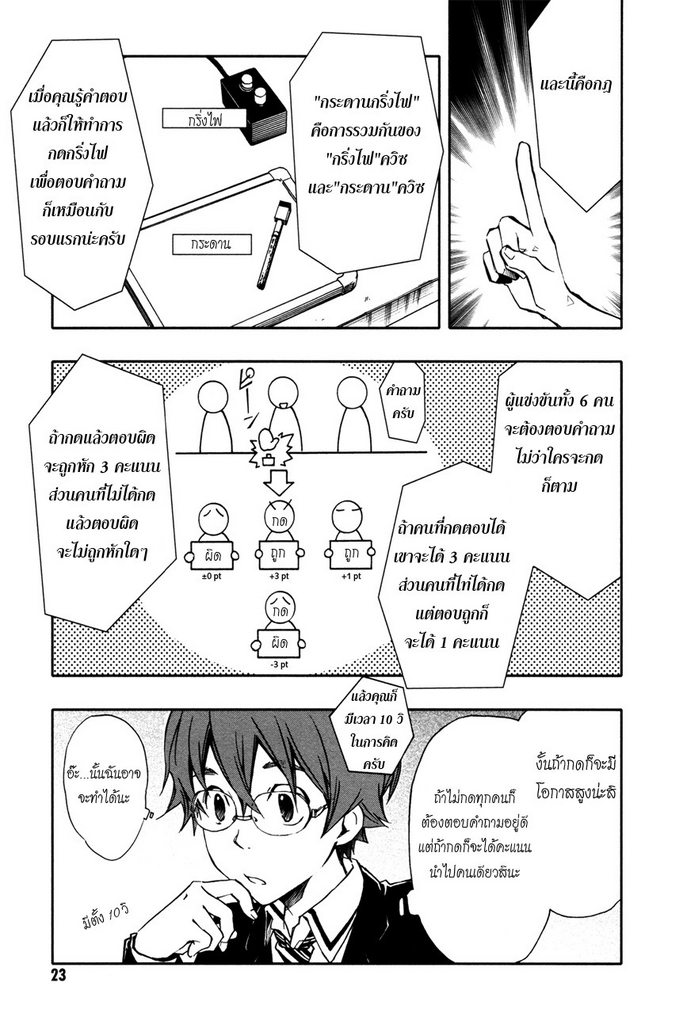 และนี้คือกฎ
"กระดานกริ่งไฟ"
คือการรวมกันของ
"กริ่งไฟ"ควิช
และ"กระดาน"ควิช
กริ่งไฟ
กระดาน
เมื่อคุณรู้คำตอบ
แล้วก็ให้ทำการ
กดกริ่งไฟ
เพื่อตอบคำถาม
ก็เหมือนกับ
รอบแรกน่ะครับ
ผู้แข่งขันทั้ง 6 คน
จะต้องตอบคำถาม
ไม่ว่าใครจะกด
ก็ตาม
คำถาม
ครับ
ピーン
ถ้าคนที่กดตอบได้
เขาจะได้ 3 คะแนน
ส่วนคนที่ไท่ได้กด
แต่ตอบถูกก็
จะได้ 1 คะแนน
กด
ผิด
ถูก
ถูก
±0 pt
+3 pt
+1 pt
กด
ผิด
-3 pt
ถ้ากดแล้วตอบผิด
จะถูกหัก 3 คะแนน
ส่วนคนที่ไม่ได้กด
แล้วตอบผิด
จะไม่ถูกหักใดๆ
งั้นถ้ากดก็จะมี
โอกาสสูงน่ะสิ
ถ้าไม่กดทุกคนก็
ต้องตอบคำถามอยู่ดี
แต่ถ้ากดก็จะได้คะแนน
นำไปคนเดียวสินะ
แล้วคุณก็
มีเวลา 10 วิ
ในการคิด
ครับ
อ๊ะ...นั้นฉันอาจ
จะทำได้นะ
มีตั้ง 10 วิ
23